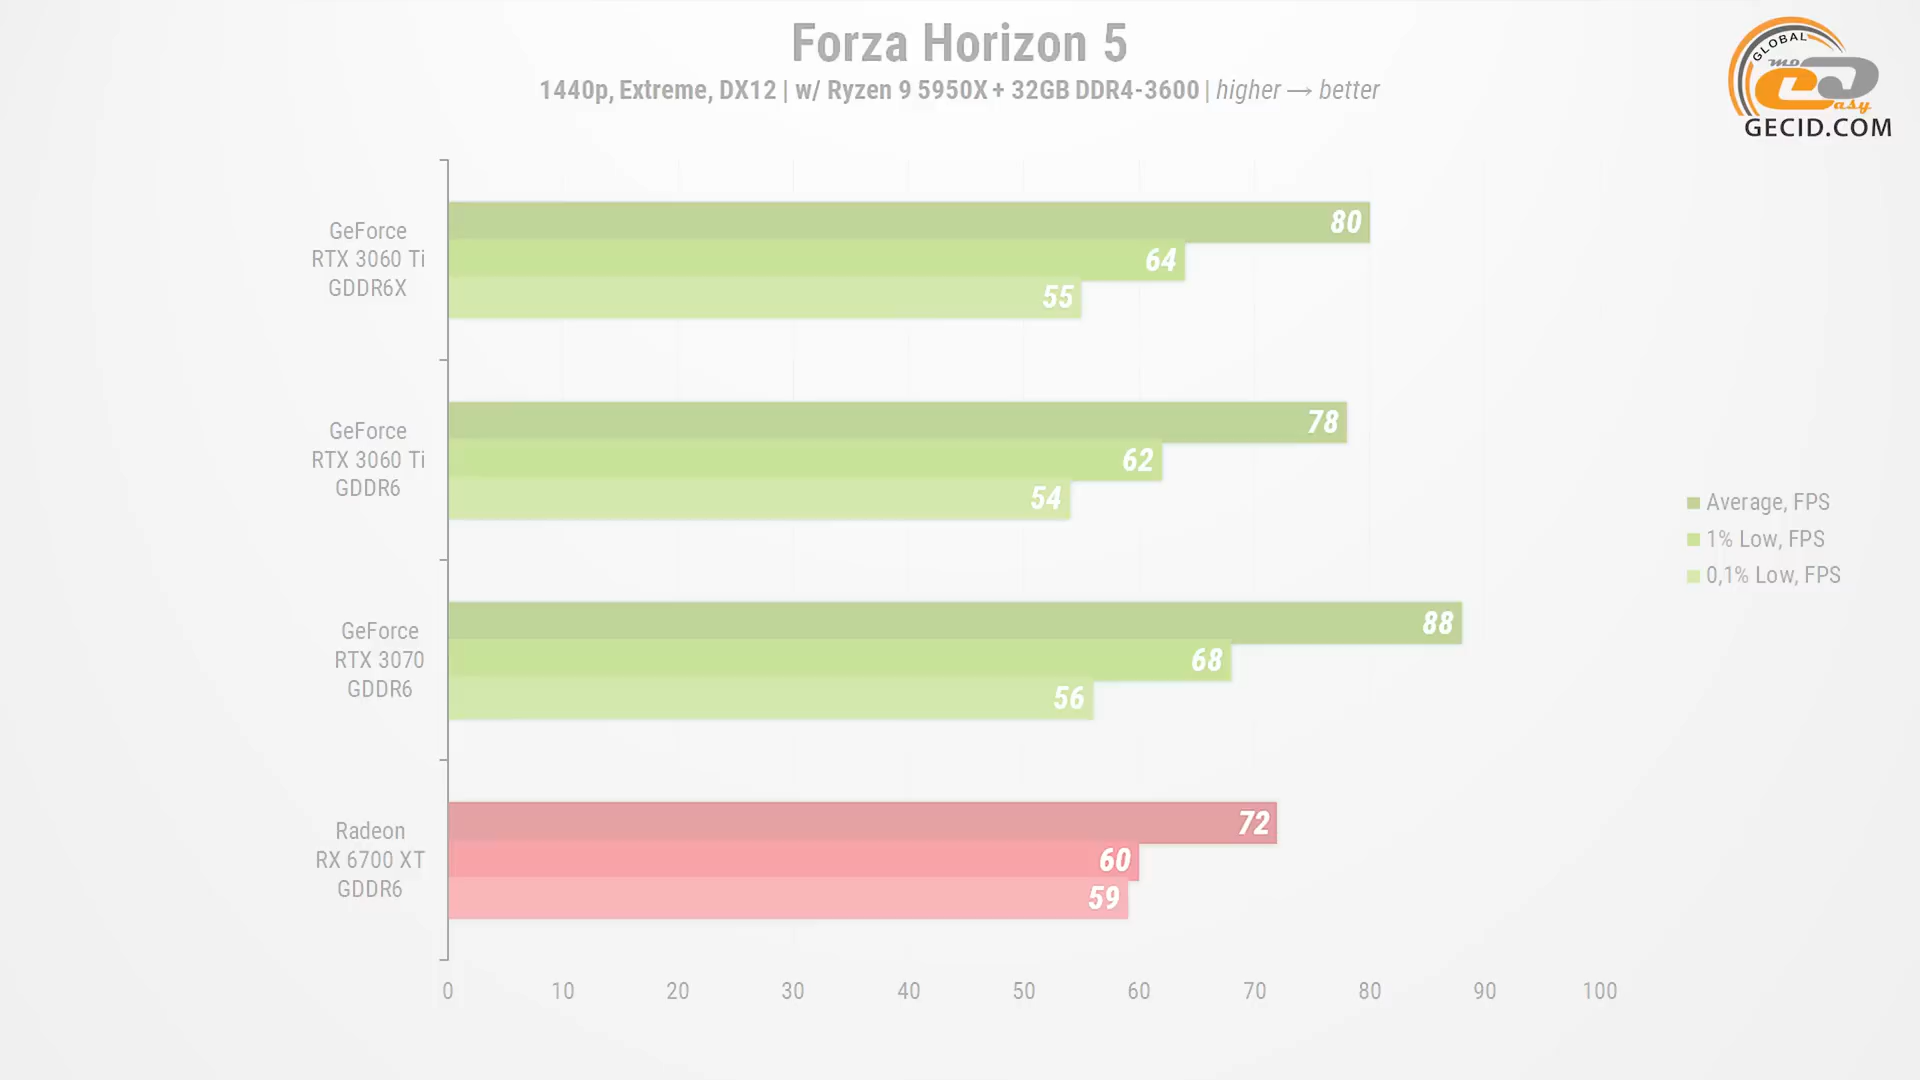 Forza Horizon 5
1440p, Extreme, DX12 | w/ Ryzen 9 5950X + 32GB DDR4-3600 | higher → better
GLOBAL
mo
asy
GECID.COM
GeForce
RTX 3060 Ti
GDDR6X
80
64
55
GeForce
RTX 3060 Ti
GDDR6
78
62
54
GeForce
RTX 3070
GDDR6
88
68
56
Radeon
RX 6700 XT
GDDR6
72
60
59
Average, FPS
1% Low, FPS
0,1% Low, FPS
0 10 20 30 40 50 60 70 80 90 100